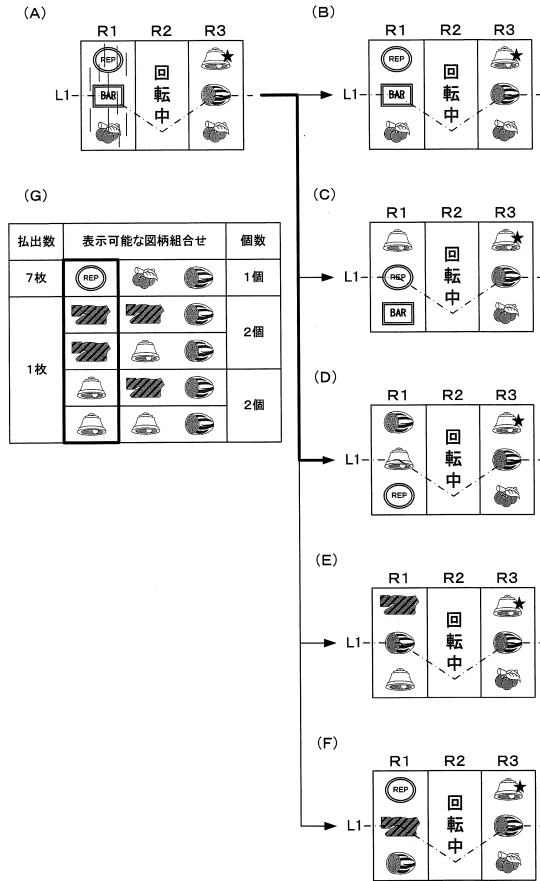 (A)
R1 R2 R3
REP
L1
BAR
回転中
(B)
R1 R2 R3
REP
L1
BAR
回転中
(G)
払出数 表示可能な図柄組合せ 個数
7枚 REP 1個
1枚
2個
2個
(C)
R1 R2 R3
L1
REP
BAR
回転中
(D)
R1 R2 R3
L1
REP
回転中
(E)
R1 R2 R3
L1
回転中
(F)
R1 R2 R3
REP
L1
回転中